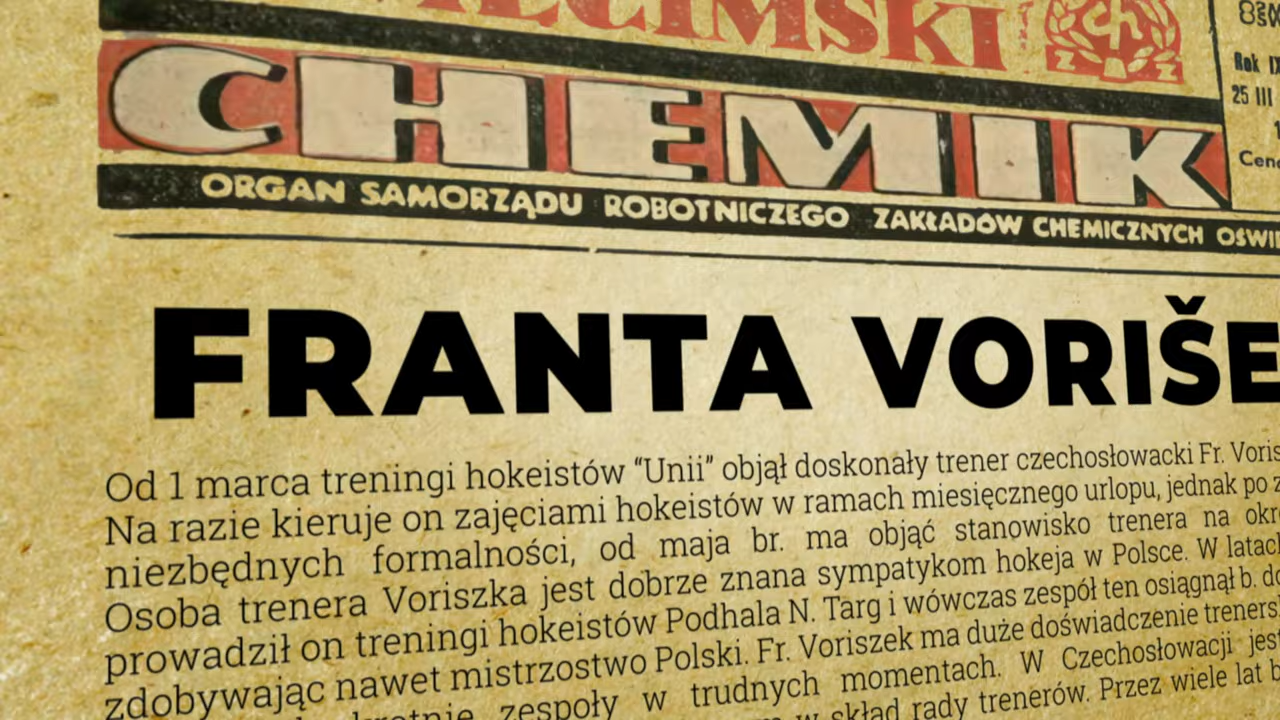 CHEMIK
Rok
25 III
ORGAN SAMORZĄDU ROBOTNICZEGO ZAKŁADÓW CHEMICZNYCH
FRANTA VORIŠE
Od 1 marca treningi hokeistów “Unii” objął doskonały trener czechosłowacki Fr. Voris
Na razie kieruje on zajęciami hokeistów w ramach miesięcznego urlopu, jednak po
niezbędnych formalności, od maja br. ma objąć stanowisko trenera na okr
Osoba trenera Voriszka jest dobrze znana sympatykom hokeja w Polsce. W latach
prowadził on treningi hokeistów Podhala N. Targ i wówczas zespół ten osiągnął b. do
zdobywając nawet mistrzostwo Polski. Fr. Voriszek ma duże doświadczenie treners
zespoły w trudnych momentach. W Czechosłowacji jest
w skład rady trenerów. Przez wiele lat b